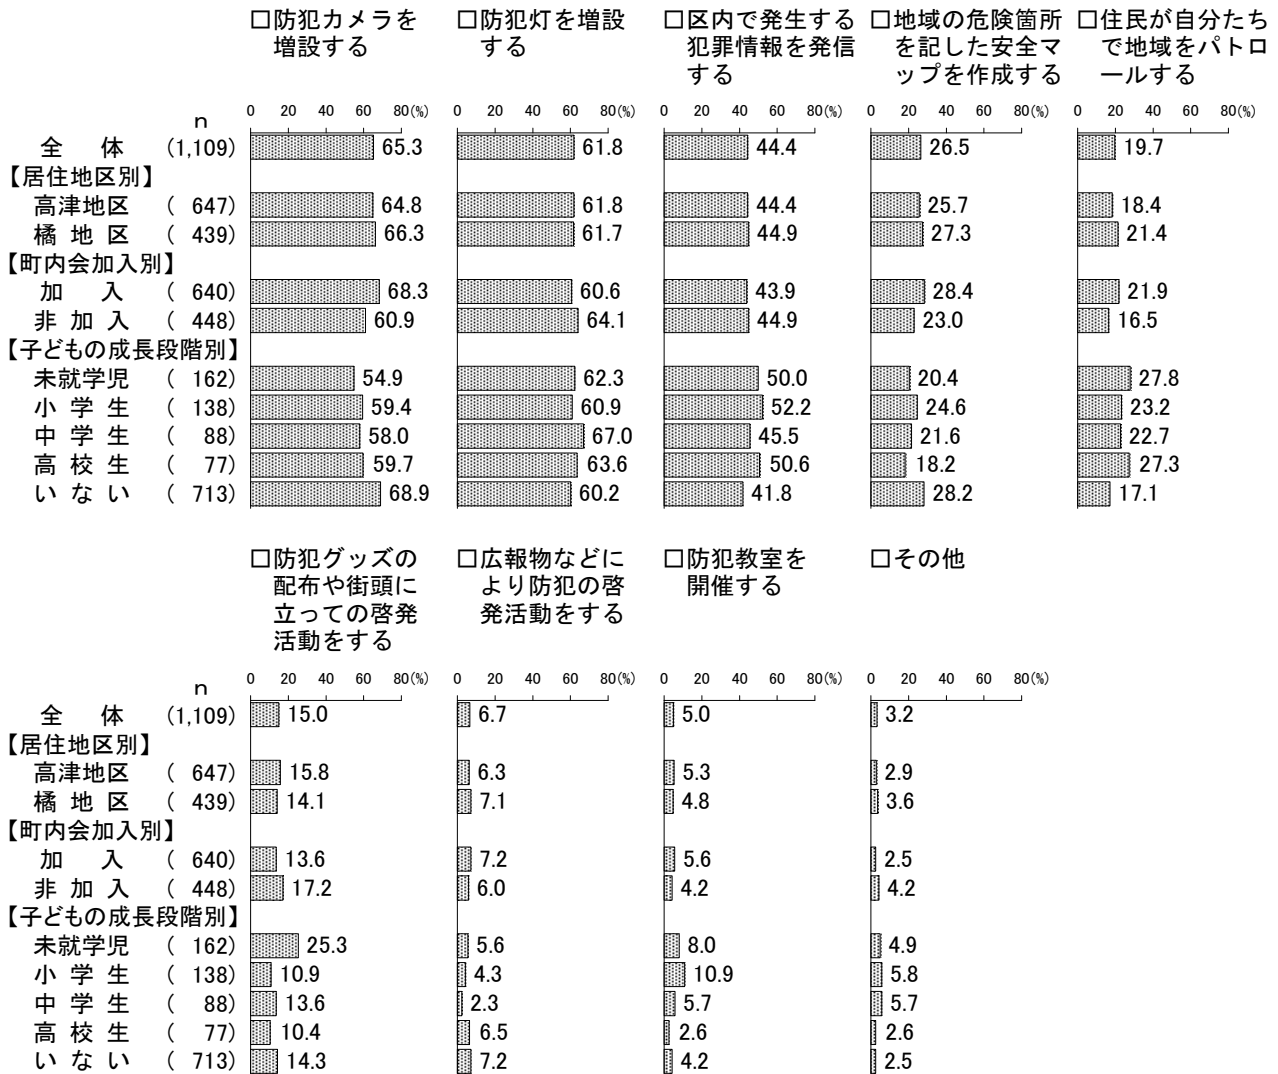 □防犯カメラを
増設する
□防犯灯を増設
する
□区内で発生する
犯罪情報を発信
する
□地域の危険箇所
を記した安全マ
ップを作成する
□住民が自分たち
で地域をパトロ
ールする
n 0 20 40 60 80(%) 0 20 40 60 80(%) 0 20 40 60 80(%) 0 20 40 60 80(%) 0 20 40 60 80(%)
全 体 (1,109) 65.3 61.8 44.4 26.5 19.7
【居住地区別】
高津地区 ( 647) 64.8 61.8 44.4 25.7 18.4
橘 地 区 ( 439) 66.3 61.7 44.9 27.3 21.4
【町内会加入別】
加 入 ( 640) 68.3 60.6 43.9 28.4 21.9
非 加 入 ( 448) 60.9 64.1 44.9 23.0 16.5
【子どもの成長段階別】
未就学児 ( 162) 54.9 62.3 50.0 20.4 27.8
小 学 生 ( 138) 59.4 60.9 52.2 24.6 23.2
中 学 生 ( 88) 58.0 67.0 45.5 21.6 22.7
高 校 生 ( 77) 59.7 63.6 50.6 18.2 27.3
い な い ( 713) 68.9 60.2 41.8 28.2 17.1
□防犯グッズの
配布や街頭に
立っての啓発
活動をする
□広報物などに
より防犯の啓
発活動をする
□防犯教室を
開催する
□その他
n 0 20 40 60 80(%) 0 20 40 60 80(%) 0 20 40 60 80(%) 0 20 40 60 80(%)
全 体 (1,109) 15.0 6.7 5.0 3.2
【居住地区別】
高津地区 ( 647) 15.8 6.3 5.3 2.9
橘 地 区 ( 439) 14.1 7.1 4.8 3.6
【町内会加入別】
加 入 ( 640) 13.6 7.2 5.6 2.5
非 加 入 ( 448) 17.2 6.0 4.2 4.2
【子どもの成長段階別】
未就学児 ( 162) 25.3 5.6 8.0 4.9
小 学 生 ( 138) 10.9 4.3 10.9 5.8
中 学 生 ( 88) 13.6 2.3 5.7 5.7
高 校 生 ( 77) 10.4 6.5 2.6 2.6
い な い ( 713) 14.3 7.2 4.2 2.5